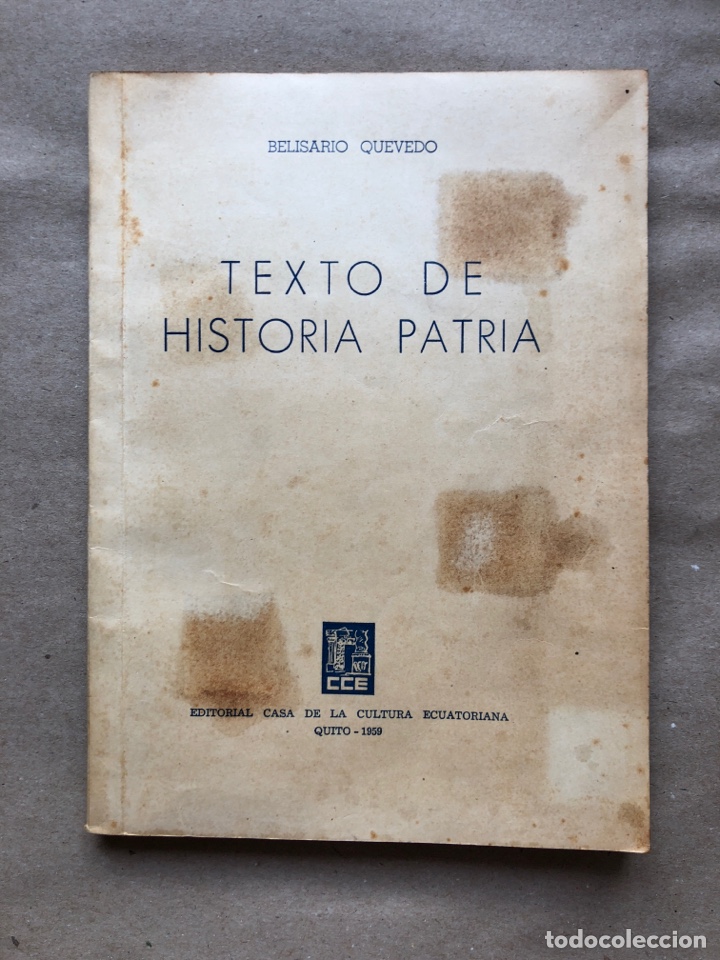 BELISARIO QUEVEDO
TEXTO DE
HISTORIA PATRIA
CCE
EDITORIAL CASA DE LA CULTURA ECUATORIANA
QUITO - 1959
todocoleccion